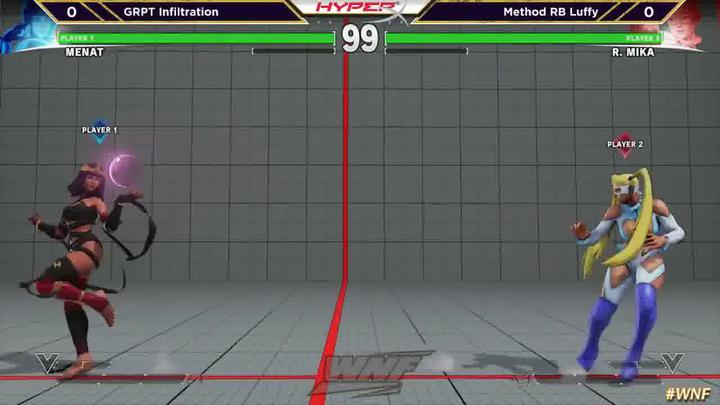 0 GRPT Infiltration
HYPER
Method RB Luffy 0
PLAYER 1
99
PLAYER 2
MENAT
R. MIKA
PLAYER 1
PLAYER 2
V
V
WNF
#WNF